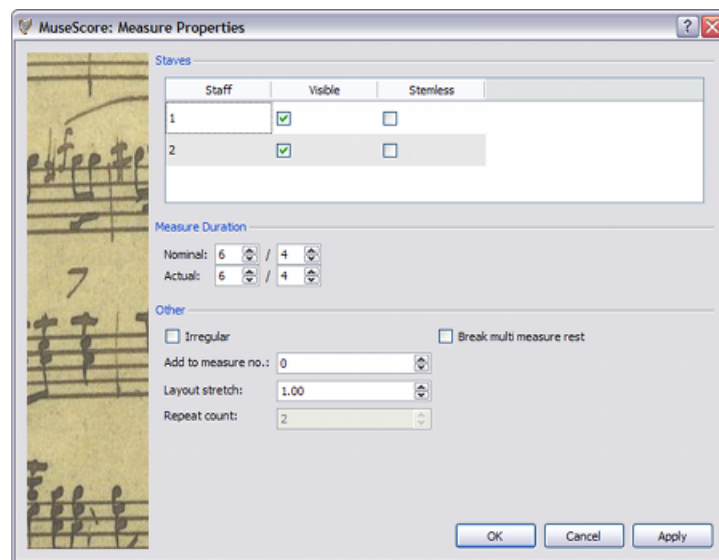 MuseScore: Measure Properties
Staves
Staff Visible Stemless
1
2
Measure Duration
Nominal: 6 / 4
Actual: 6 / 4
Other
Irregular Break multi measure rest
Add to measure no.: 0
Layout stretch: 1.00
Repeat count: 2
7
OK Cancel Apply